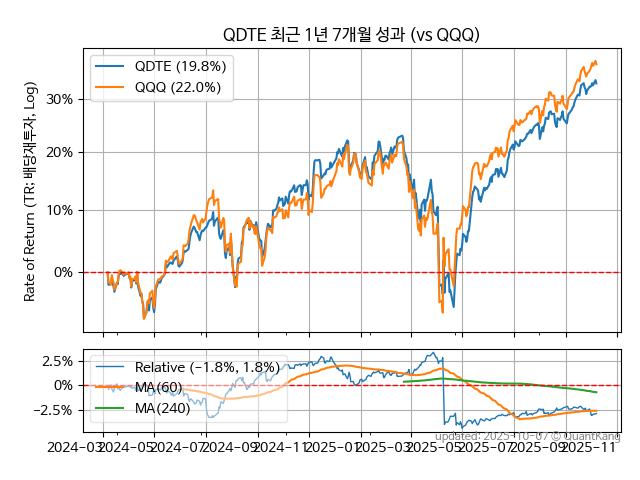 QDTE 최근 1년 7개월 성과 (vs QQQ)
Rate of Return (TR: 배당재투자, Log)
QDTE (19.8%)
QQQ (22.0%)
30%
20%
10%
0%
Relative (−1.8%, 1.8%)
MA(60)
MA(240)
2.5%
0%
−2.5%
2024-03
2024-05
2024-07
2024-09
2024-11
2025-01
2025-03
2025-05
2025-07
2025-09
2025-11
updated: 2025-10-07 © QuantKang